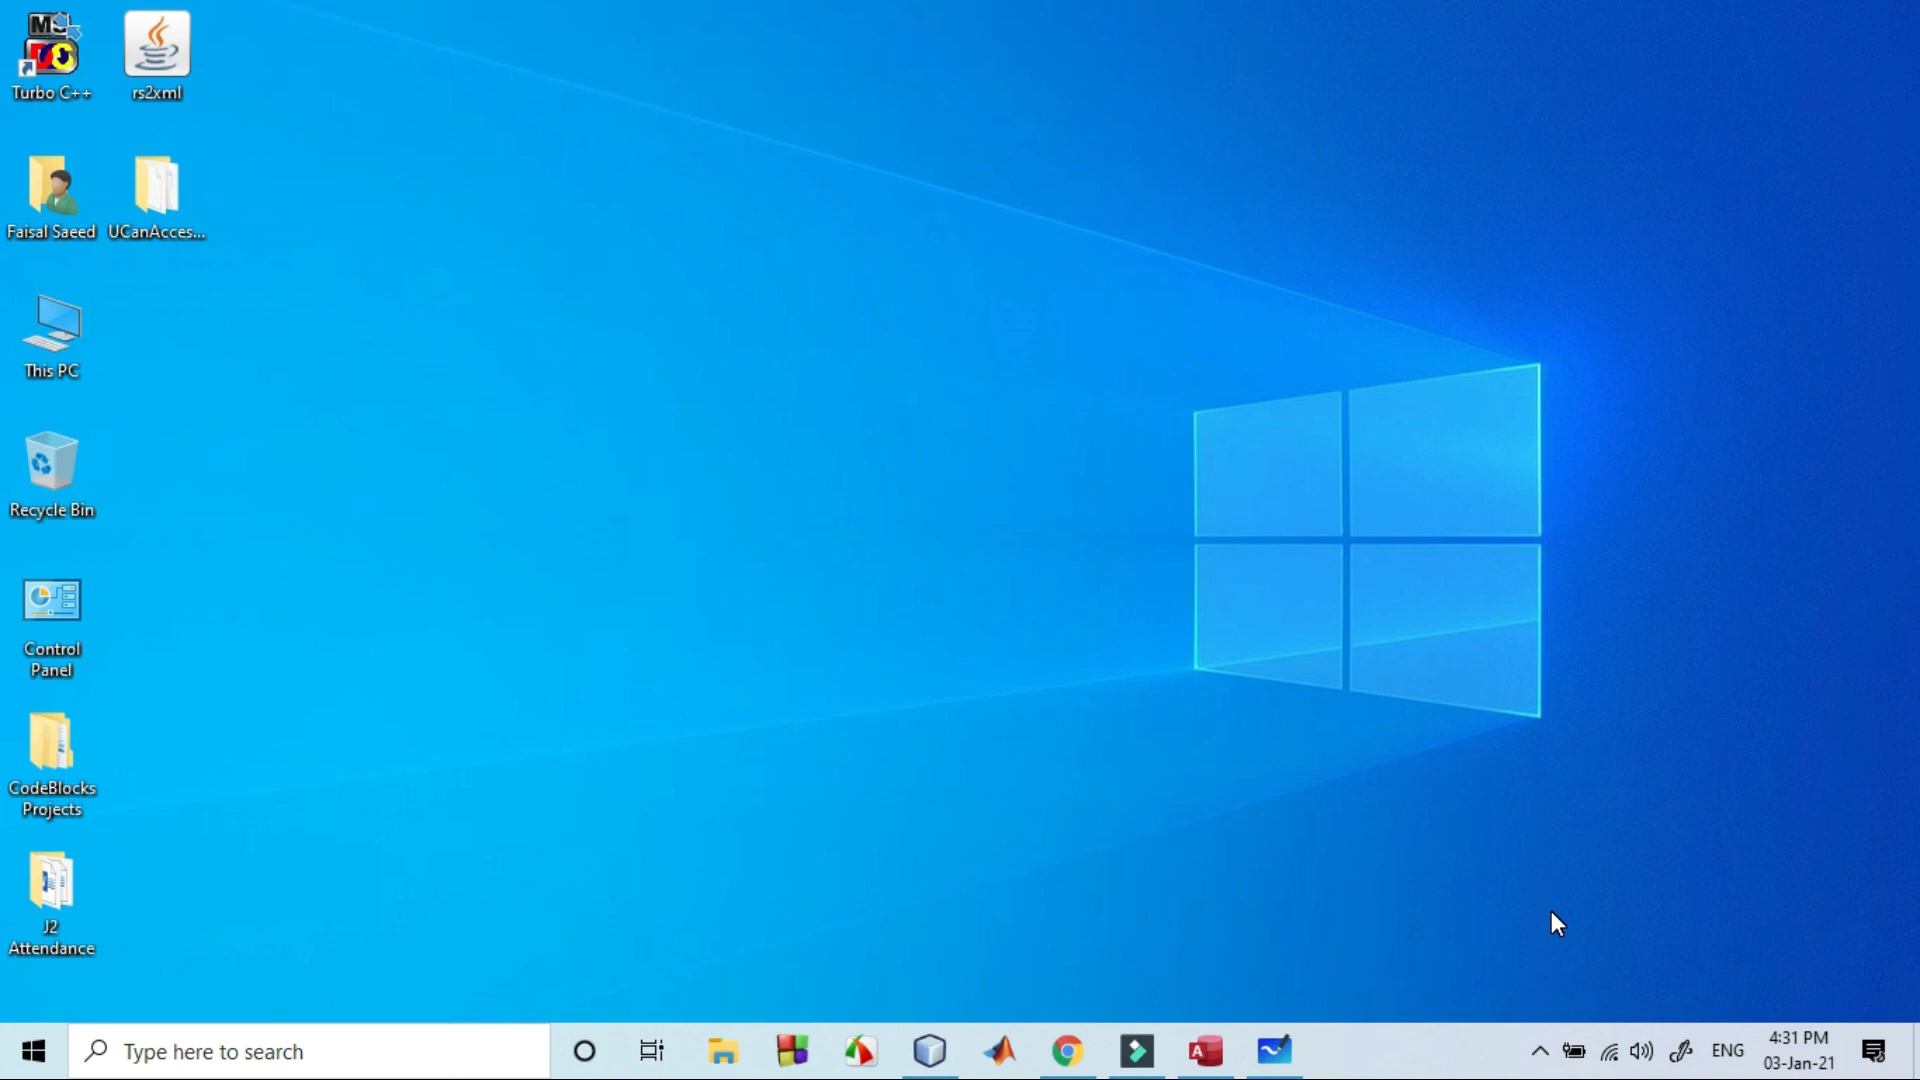 Turbo C++
rs2xml
Faisal Saeed
UCanAcces...
This PC
Recycle Bin
Control
Panel
CodeBlocks
Projects
J2
Attendance
Type here to search
ENG
4:31 PM
03-Jan-21